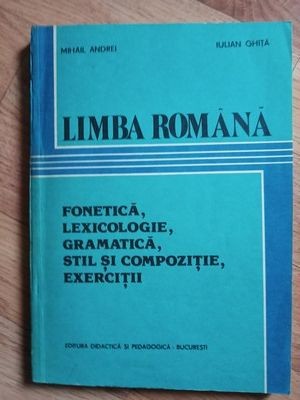 MIHAIL ANDREI
IULIAN GHIȚĂ
LIMBA ROMÂNĂ
FONETICĂ,
LEXICOLOGIE,
GRAMATICĂ,
STIL ȘI COMPOZIȚIE,
EXERCIȚII
EDITURA DIDACTICĂ ȘI PEDAGOGICĂ - BUCUREȘTI